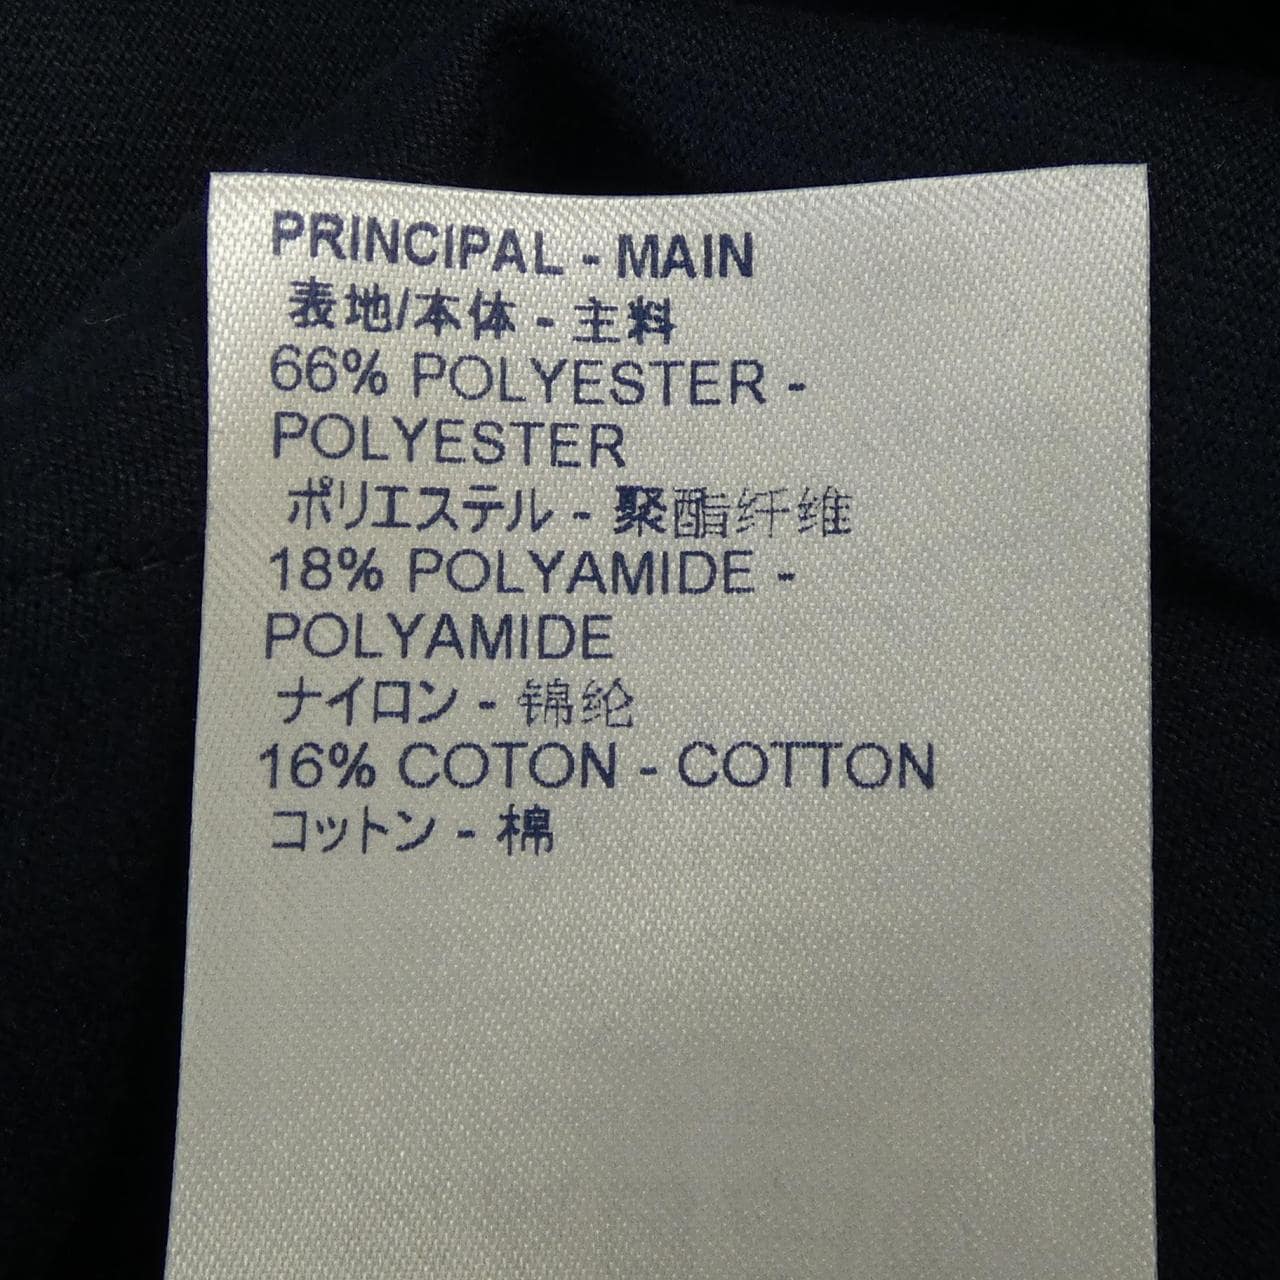 PRINCIPAL - MAIN
表地/本体 - 主料
66% POLYESTER -
POLYESTER
ポリエステル - 聚酯纤维
18% POLYAMIDE -
POLYAMIDE
ナイロン - 锦纶
16% COTON - COTTON
コットン - 棉